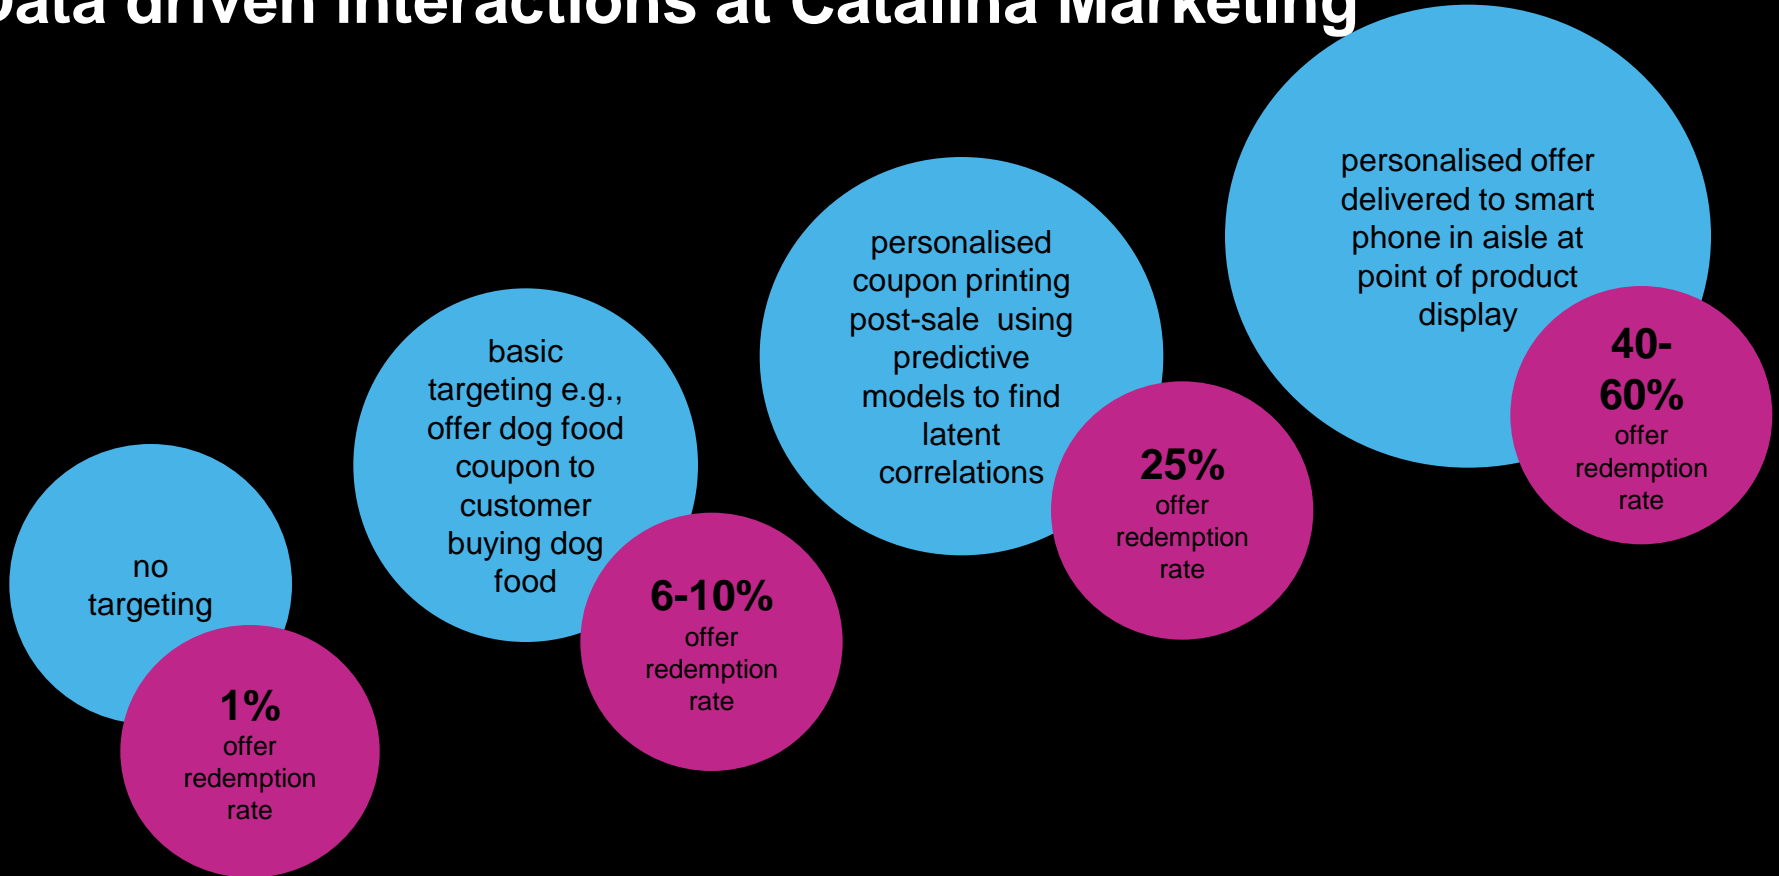 Data driven interactions at Catalina Marketing
no
targeting
1%
offer
redemption
rate
basic
targeting e.g.,
offer dog food
coupon to
customer
buying dog
food
6-10%
offer
redemption
rate
personalised
coupon printing
post-sale using
predictive
models to find
latent
correlations
25%
offer
redemption
rate
personalised offer
delivered to smart
phone in aisle at
point of product
display
40-
60%
offer
redemption
rate